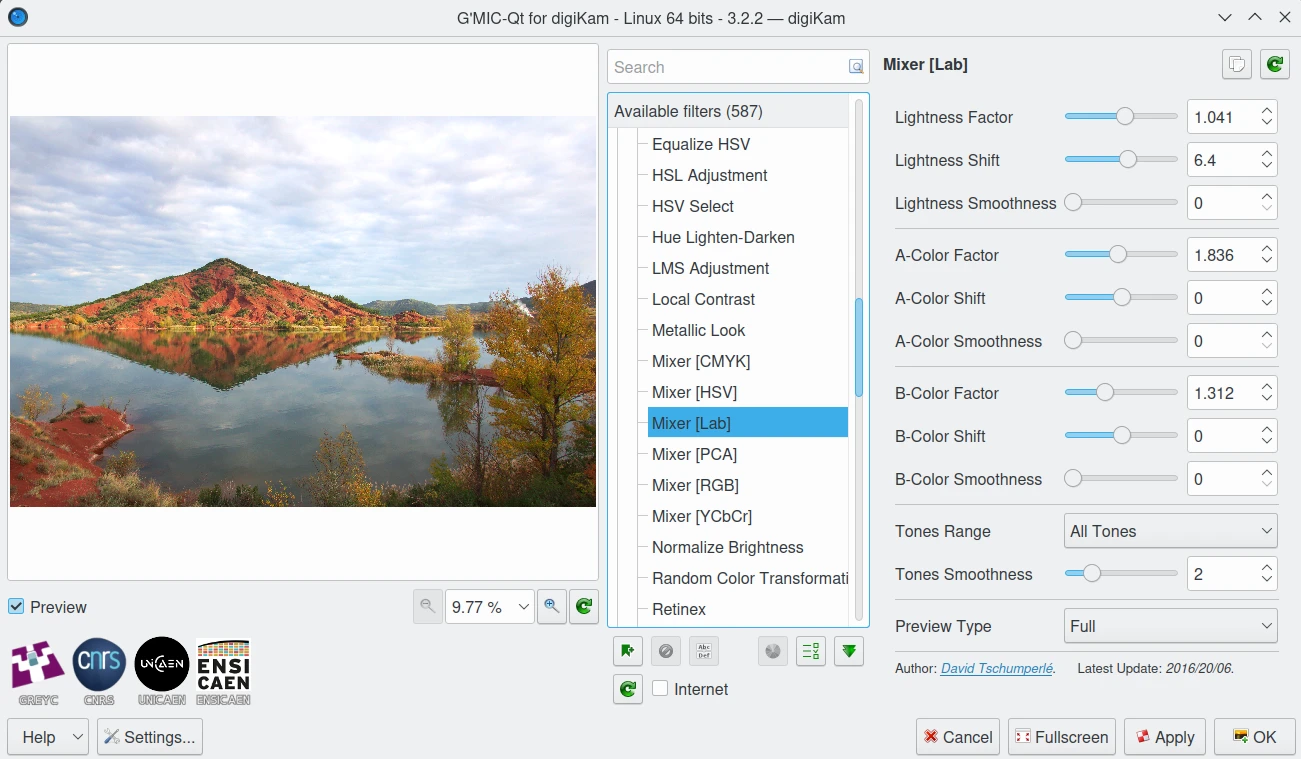 G'MIC-Qt for digiKam - Linux 64 bits - 3.2.2 — digiKam
Search
Available filters (587)
Equalize HSV
HSL Adjustment
HSV Select
Hue Lighten-Darken
LMS Adjustment
Local Contrast
Metallic Look
Mixer [CMYK]
Mixer [HSV]
Mixer [Lab]
Mixer [PCA]
Mixer [RGB]
Mixer [YCbCr]
Normalize Brightness
Random Color Transformati
Retinex
Abc
Def
Internet
Mixer [Lab]
Lightness Factor 1.041
Lightness Shift 6.4
Lightness Smoothness 0
A-Color Factor 1.836
A-Color Shift 0
A-Color Smoothness 0
B-Color Factor 1.312
B-Color Shift 0
B-Color Smoothness 0
Tones Range All Tones
Tones Smoothness 2
Preview Type Full
Author: David Tschumperlé. Latest Update: 2016/20/06.
Preview 9.77 %
cnrs UNICAEN ENSI
CAEN
GREYC CNRS UNICAEN ENSICAEN
Help Settings... Cancel Fullscreen Apply OK